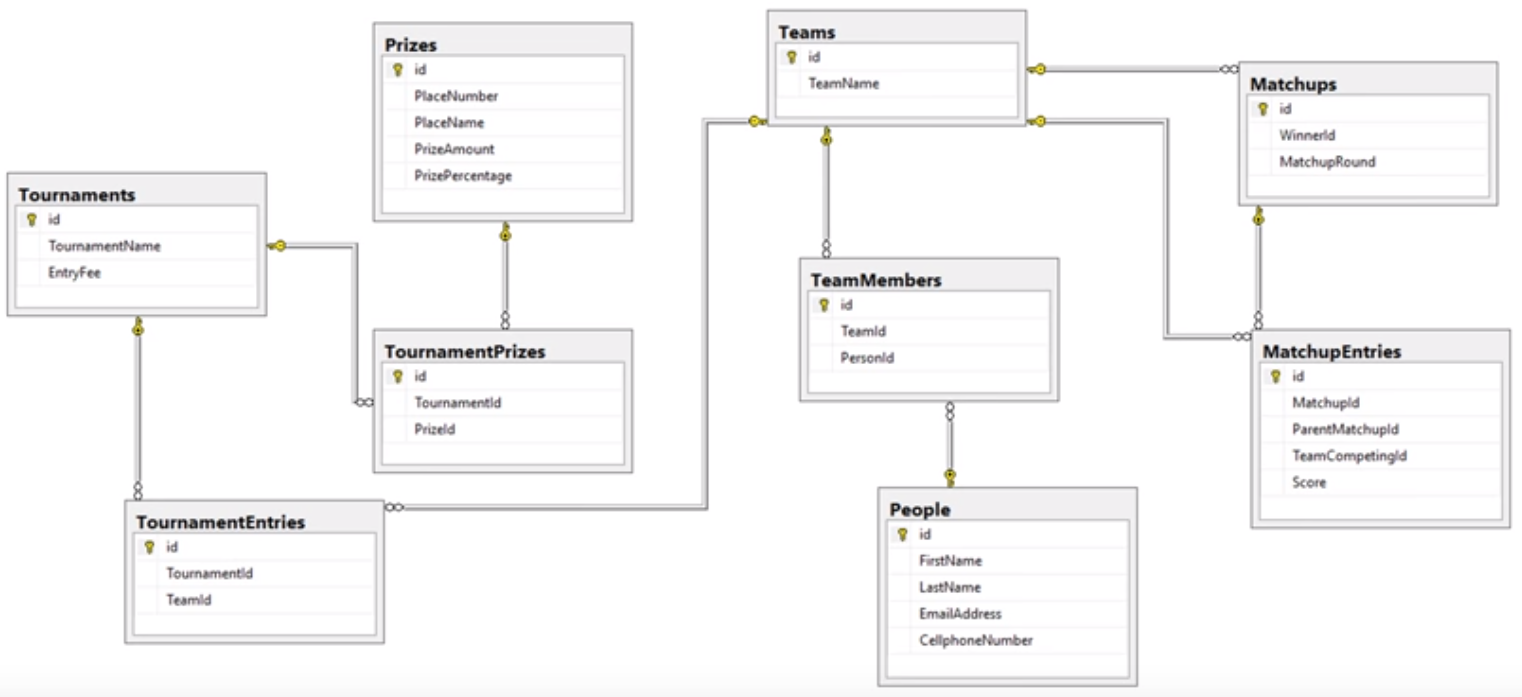 Prizes
id
PlaceNumber
PlaceName
PrizeAmount
PrizePercentage
Teams
id
TeamName
Matchups
id
WinnerId
MatchupRound
Tournaments
id
TournamentName
EntryFee
TournamentPrizes
id
TournamentId
PrizeId
TeamMembers
id
TeamId
PersonId
MatchupEntries
id
MatchupId
ParentMatchupId
TeamCompetingId
Score
TournamentEntries
id
TournamentId
TeamId
People
id
FirstName
LastName
EmailAddress
CellphoneNumber